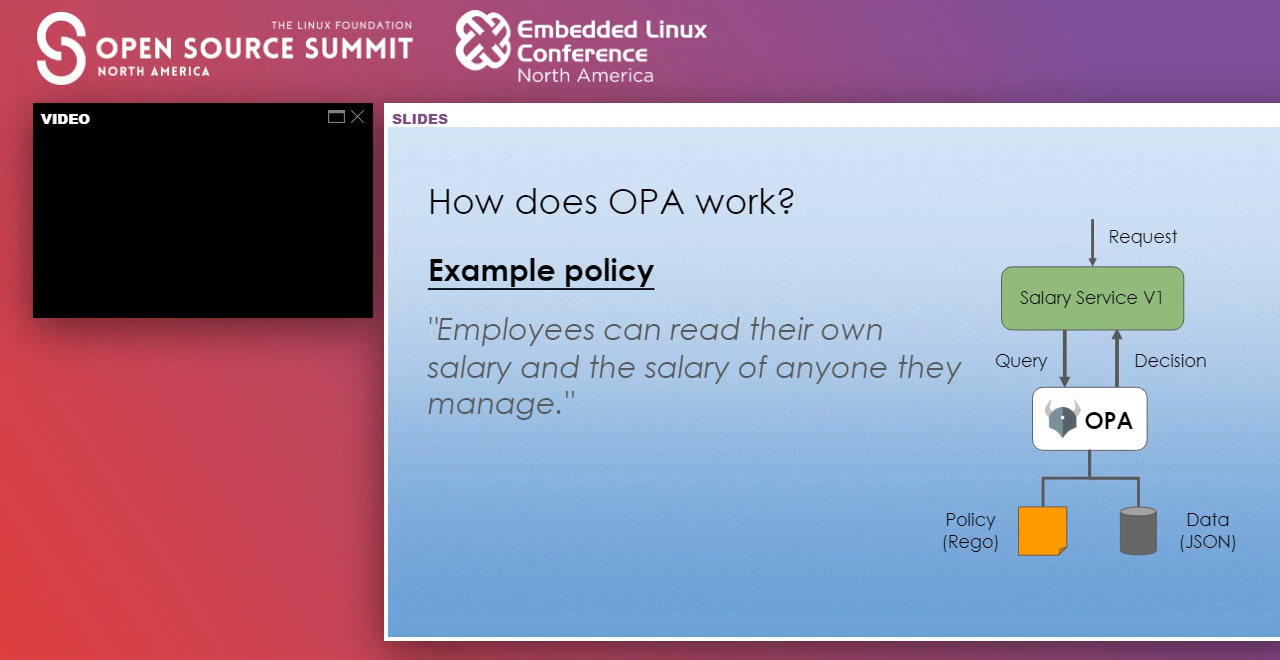 THE LINUX FOUNDATION
OPEN SOURCE SUMMIT
NORTH AMERICA
Embedded Linux
Conference
North America
VIDEO
SLIDES
How does OPA work?
Example policy
"Employees can read their own
salary and the salary of anyone they
manage."
Request
Salary Service V1
Query
Decision
OPA
Policy
(Rego)
Data
(JSON)